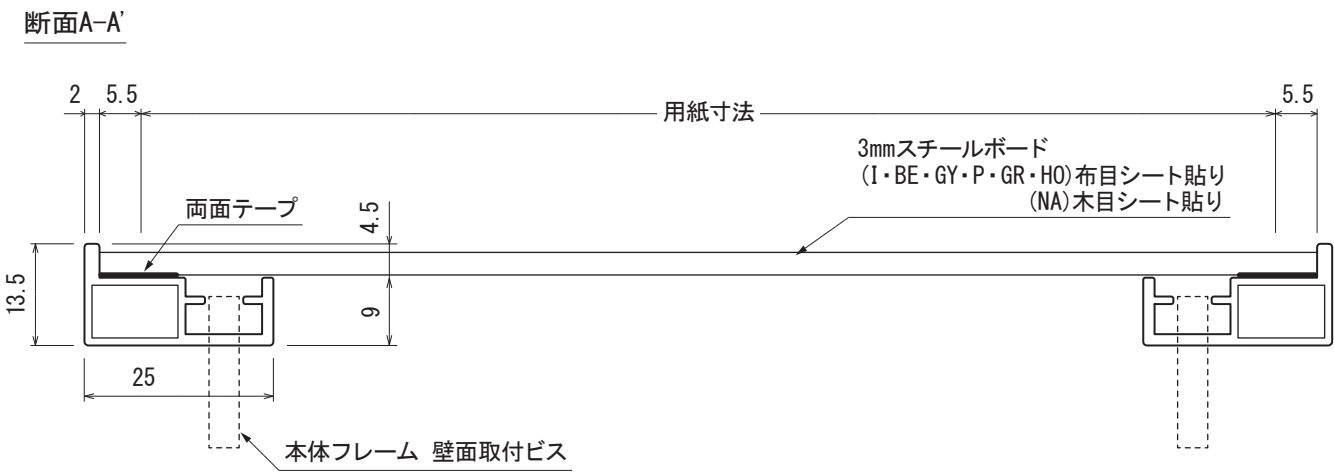 断面A-A'
2
5.5
用紙寸法
5.5
3mmスチールボード
(I・BE・GY・P・GR・HO)布目シート貼り
(NA)木目シート貼り
両面テープ
4.5
13.5
9
25
本体フレーム 壁面取付ビス